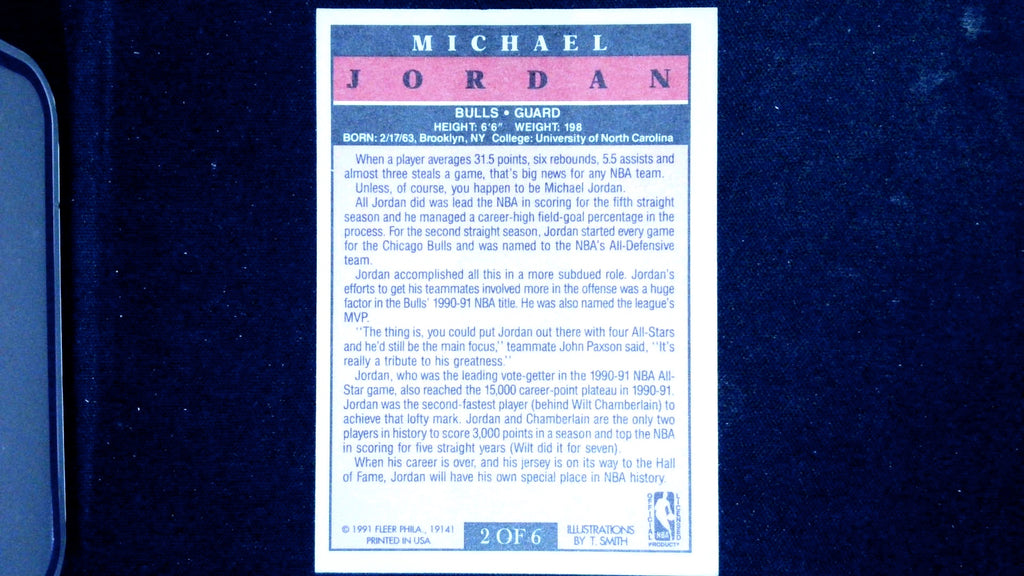 MICHAEL
JORDAN
BULLS • GUARD
HEIGHT: 6'6" WEIGHT: 198
BORN: 2/17/63, Brooklyn, NY College: University of North Carolina
When a player averages 31.5 points, six rebounds, 5.5 assists and
almost three steals a game, that's big news for any NBA team.
Unless, of course, you happen to be Michael Jordan.
All Jordan did was lead the NBA in scoring for the fifth straight
season and he managed a career-high field-goal percentage in the
process. For the second straight season, Jordan started every game
for the Chicago Bulls and was named to the NBA's All-Defensive
team.
Jordan accomplished all this in a more subdued role. Jordan's
efforts to get his teammates involved more in the offense was a huge
factor in the Bulls' 1990-91 NBA title. He was also named the league's
MVP.
"The thing is, you could put Jordan out there with four All-Stars
and he'd still be the main focus," teammate John Paxson said, "It's
really a tribute to his greatness."
Jordan, who was the leading vote-getter in the 1990-91 NBA All-
Star game, also reached the 15,000 career-point plateau in 1990-91.
Jordan was the second-fastest player (behind Wilt Chamberlain) to
achieve that lofty mark. Jordan and Chamberlain are the only two
players in history to score 3,000 points in a season and top the NBA
in scoring for five straight years (Wilt did it for seven).
When his career is over, and his jersey is on its way to the Hall
of Fame, Jordan will have his own special place in NBA history.
© 1991 FLEER PHILA., 19141
PRINTED IN USA
2 OF 6
ILLUSTRATIONS
BY T. SMITH
OFFICIAL
LICENSED
NBA
PRODUCT